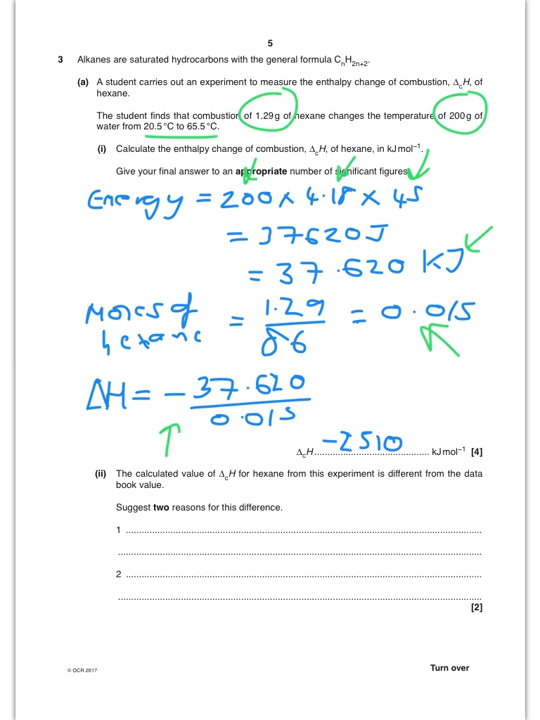 5
3 Alkanes are saturated hydrocarbons with the general formula CnH2n+2.
(a) A student carries out an experiment to measure the enthalpy change of combustion, ΔcH, of
hexane.
The student finds that combustion of 1.29 g of hexane changes the temperature of 200 g of
water from 20.5 °C to 65.5 °C.
(i) Calculate the enthalpy change of combustion, ΔcH, of hexane, in kJ mol⁻¹.
Give your final answer to an appropriate number of significant figures.
Energy = 200 × 4.18 × 45
= 37620J
= 37.620 KJ
Moles of hexane = 1.29/86 = 0.015
ΔH = −37.620/0.015
ΔcH −2510 kJ mol⁻¹ [4]
(ii) The calculated value of ΔcH for hexane from this experiment is different from the data
book value.
Suggest two reasons for this difference.
1
2
[2]
© OCR 2017 Turn over